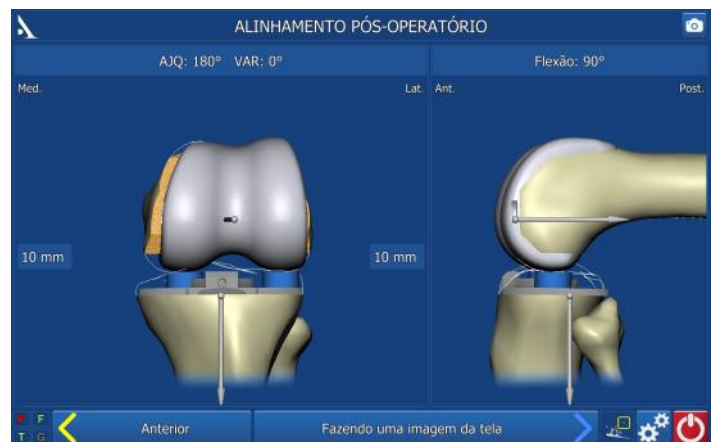 ALINHAMENTO PÓS-OPERATÓRIO
AJQ: 180° VAR: 0°
Flexão: 90°
Med.
Lat.
Ant.
Post.
10 mm
10 mm
F F
T G
Anterior
Fazendo uma imagem da tela